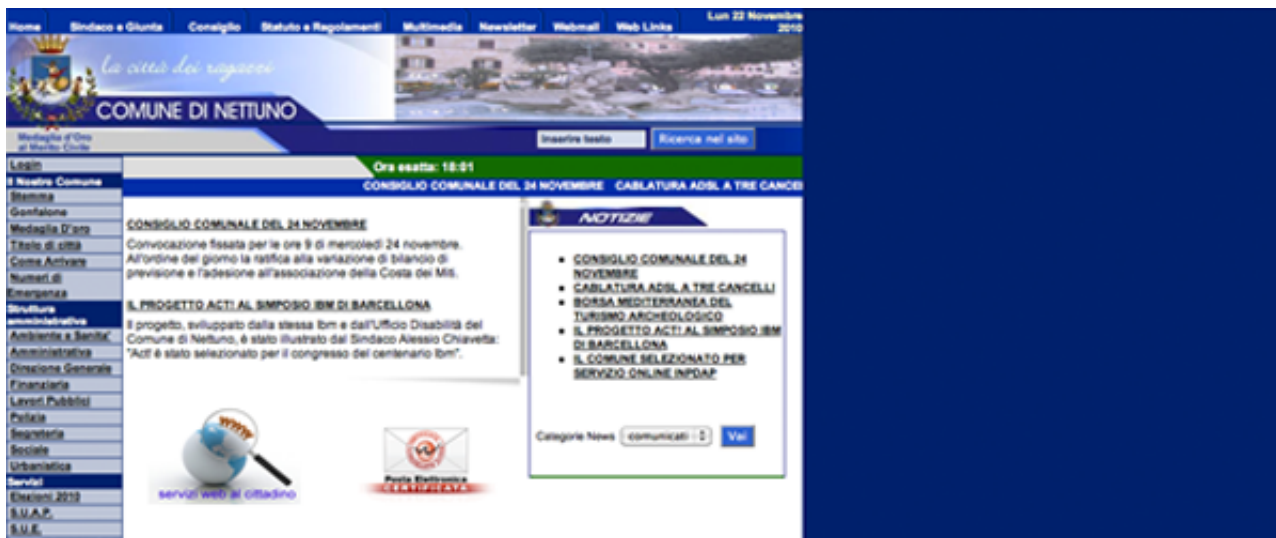 Home Sindaco e Giunta Consiglio Statuto e Regolamenti Multimedia Newsletter Webmail Web Links
Lun 22 Novembre
2010
la città dei ragazzi
COMUNE DI NETTUNO
Medaglia d'Oro
al Merito Civile
Inserire testo Ricerca nel sito
Ora esatta: 18:01
CONSIGLIO COMUNALE DEL 24 NOVEMBRE CABLATURA ADSL A TRE CANCEL
Login
Il Nostro Comune
Stemma
Gonfalone
Medaglia D'oro
Titolo di città
Come Arrivare
Numeri di
Emergenza
Struttura
amministrativa
Ambiente e Sanita'
Amministrativa
Direzione Generale
Finanziaria
Lavori Pubblici
Polizia
Segreteria
Sociale
Urbanistica
Servizi
Elezioni 2010
S.U.A.P.
S.U.E.
CONSIGLIO COMUNALE DEL 24 NOVEMBRE
Convocazione fissata per le ore 9 di mercoledì 24 novembre.
All'ordine del giorno la ratifica alla variazione di bilancio di
previsione e l'adesione all'associazione della Costa dei Miti.
IL PROGETTO ACT! AL SIMPOSIO IBM DI BARCELLONA
Il progetto, sviluppato dalla stessa Ibm e dall'Ufficio Disabilità del
Comune di Nettuno, è stato illustrato dal Sindaco Alessio Chiavetta:
"Act! è stato selezionato per il congresso del centenario Ibm".
www
servizi web al cittadino
Posta Elettronica
CERTIFICATA
NOTIZIE
CONSIGLIO COMUNALE DEL 24
NOVEMBRE
CABLATURA ADSL A TRE CANCELLI
BORSA MEDITERRANEA DEL
TURISMO ARCHEOLOGICO
IL PROGETTO ACT! AL SIMPOSIO IBM
DI BARCELLONA
IL COMUNE SELEZIONATO PER
SERVIZIO ONLINE INPDAP
Categorie News comunicati Vai